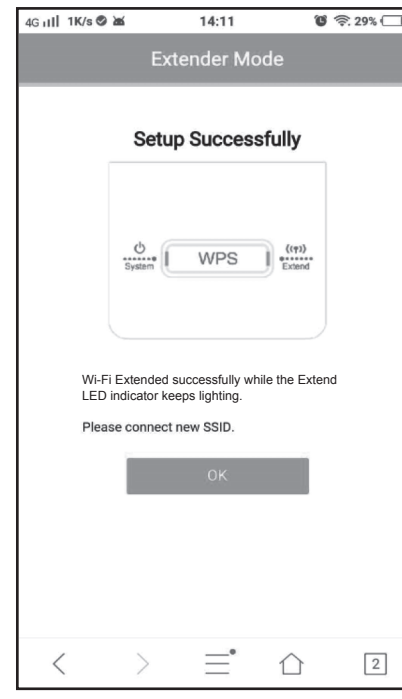 4G 1K/s 14:11 29%
Extender Mode
Setup Successfully
System WPS Extend
Wi-Fi Extended successfully while the Extend
LED indicator keeps lighting.
Please connect new SSID.
OK
2